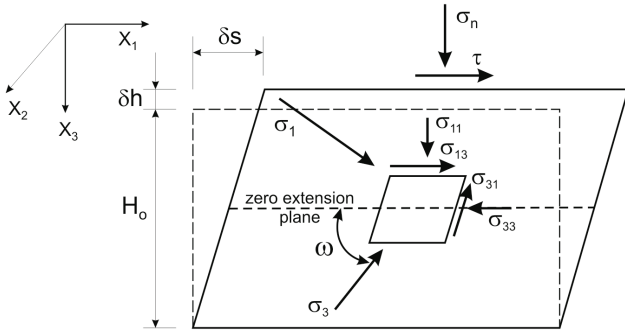 σn
X1
δs
τ
X2
X3
δh
σ1
σ11
σ13
σ31
zero extension
plane
Ho
σ33
ω
σ3